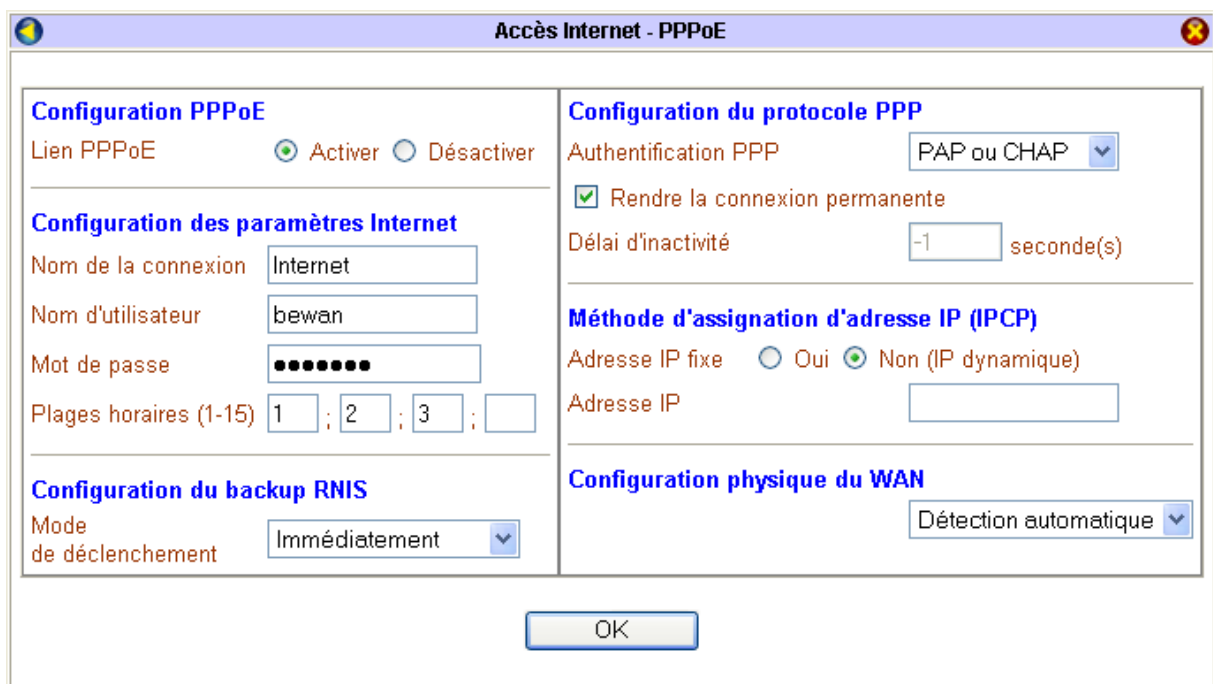 Accès Internet - PPPoE
Configuration PPPoE
Lien PPPoE Activer Désactiver
Configuration des paramètres Internet
Nom de la connexion Internet
Nom d'utilisateur bewan
Mot de passe •••••••
Plages horaires (1-15) 1 ; 2 ; 3 ;
Configuration du backup RNIS
Mode
de déclenchement Immédiatement
Configuration du protocole PPP
Authentification PPP PAP ou CHAP
Rendre la connexion permanente
Délai d'inactivité -1 seconde(s)
Méthode d'assignation d'adresse IP (IPCP)
Adresse IP fixe Oui Non (IP dynamique)
Adresse IP
Configuration physique du WAN
Détection automatique
OK